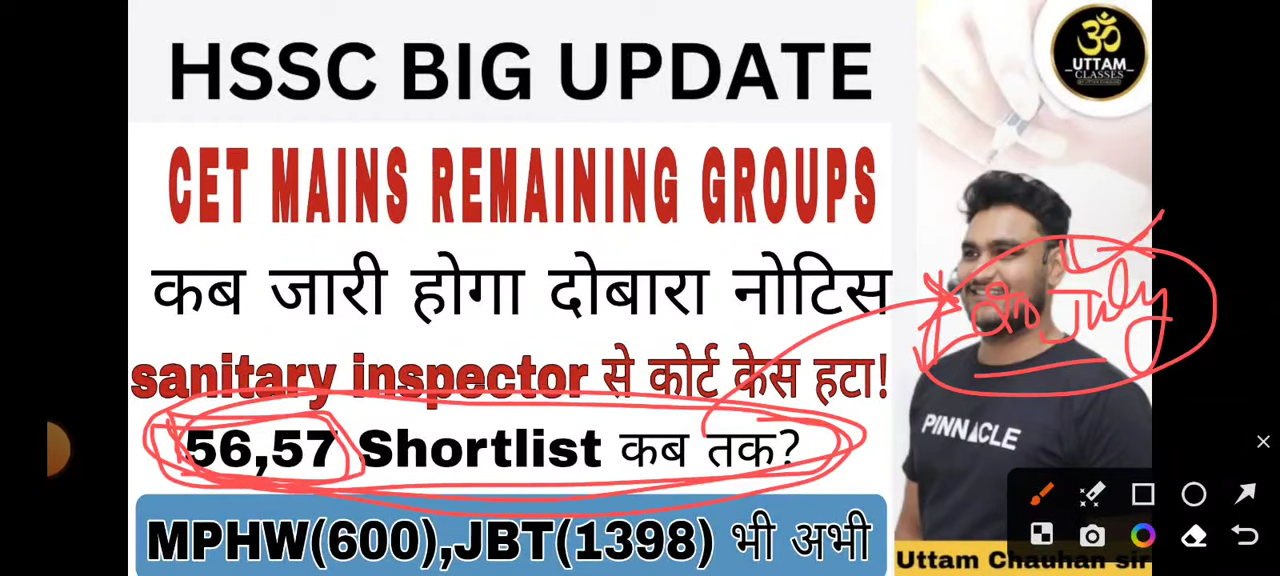 HSSC BIG UPDATE
ॐ
UTTAM
CLASSES
CET MAINS REMAINING GROUPS
कब जारी होगा दोबारा नोटिस
July
sanitary inspector से कोर्ट केस हटा!
PINNACLE
56,57 Shortlist कब तक?
MPHW(600),JBT(1398) भी अभी
Uttam Chauhan sir